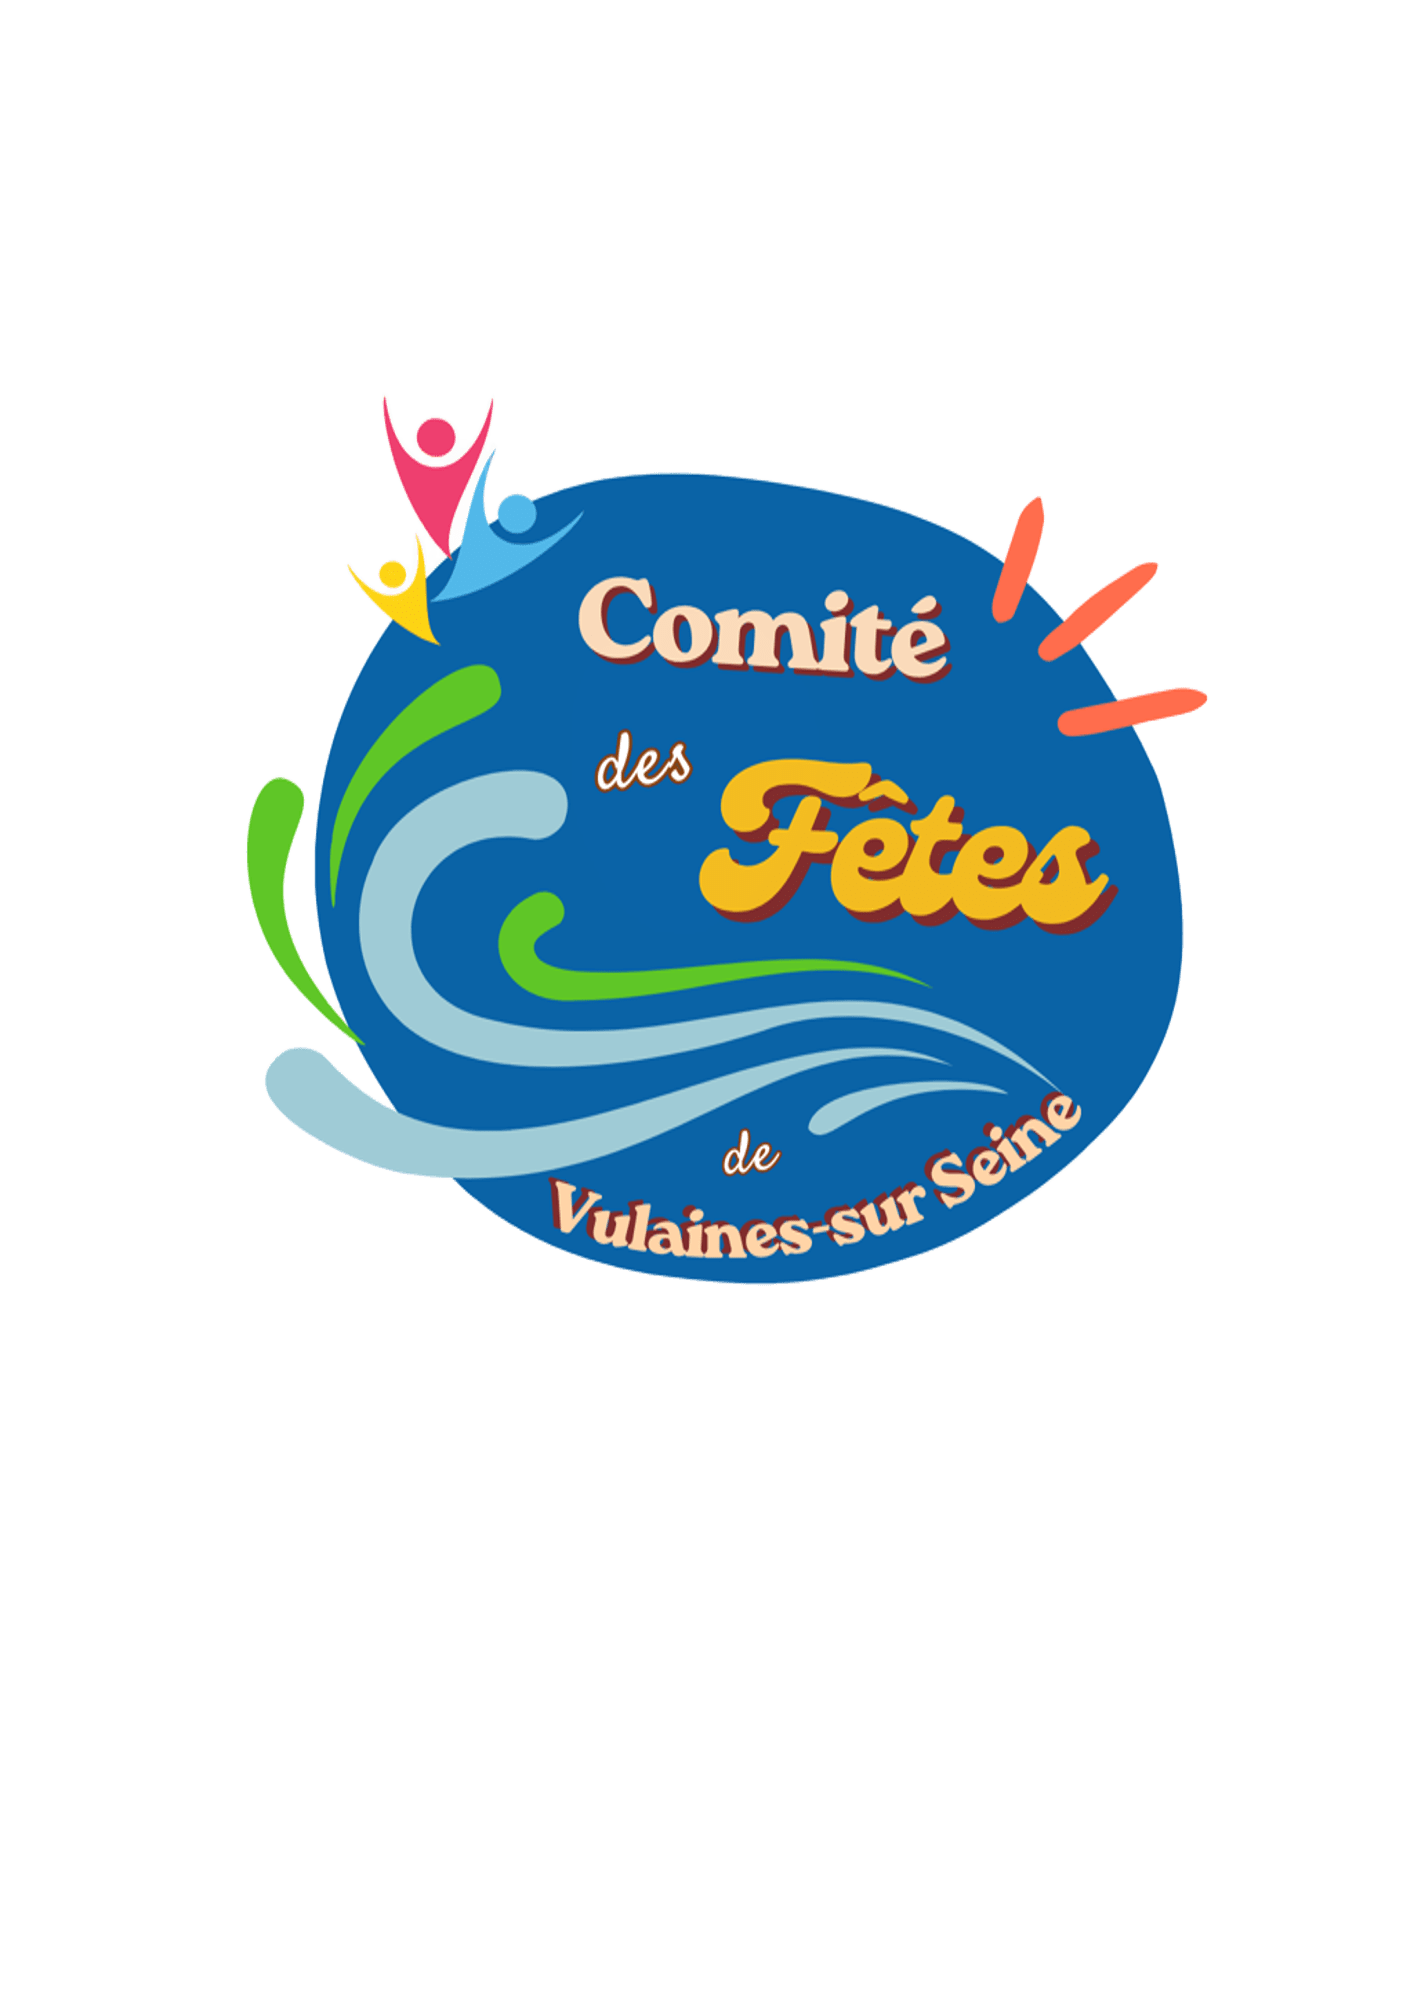 Comité
des
Fêtes
de
Vulaines-sur Seine